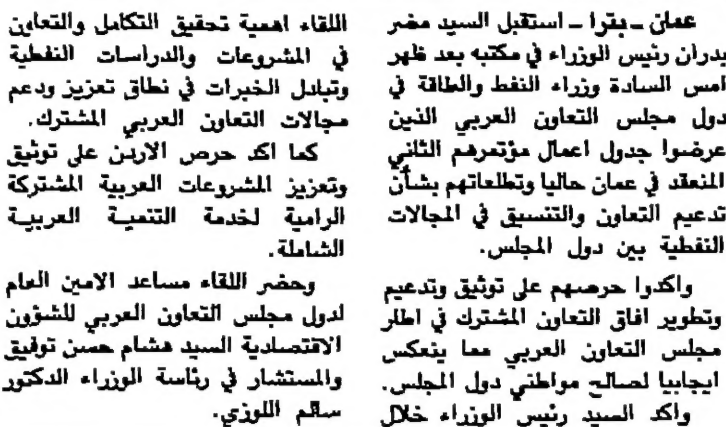 عمان ـ بترا ـ استقبل السيد مضر
بدران رئيس الوزراء في مكتبه بعد ظهر
امس السادة وزراء النفط والطاقة في
دول مجلس التعاون العربي الذين
عرضوا جدول اعمال مؤتمرهم الثاني
المنعقد في عمان حاليا وتطلعاتهم بشأن
تدعيم التعاون والتنسيق في المجالات
النفطية بين دول المجلس.
واكدوا حرصهم على توثيق وتدعيم
وتطوير افاق التعاون المشترك في اطار
مجلس التعاون العربي مما ينعكس
ايجابيا لصالح مواطني دول المجلس.
واكد السيد رئيس الوزراء خلال
اللقاء اهمية تحقيق التكامل والتعاون
في المشروعات والدراسات النفطية
وتبادل الخبرات في نطاق تعزيز ودعم
مجالات التعاون العربي المشترك.
كما اكد حرص الاردن على توثيق
وتعزيز المشروعات العربية المشتركة
الرامية لخدمة التنمية العربية
الشاملة.
وحضر اللقاء مساعد الامين العام
لدول مجلس التعاون العربي للشؤون
الاقتصادية السيد هشام حسن توفيق
والمستشار في رئاسة الوزراء الدكتور
سالم اللوزي.